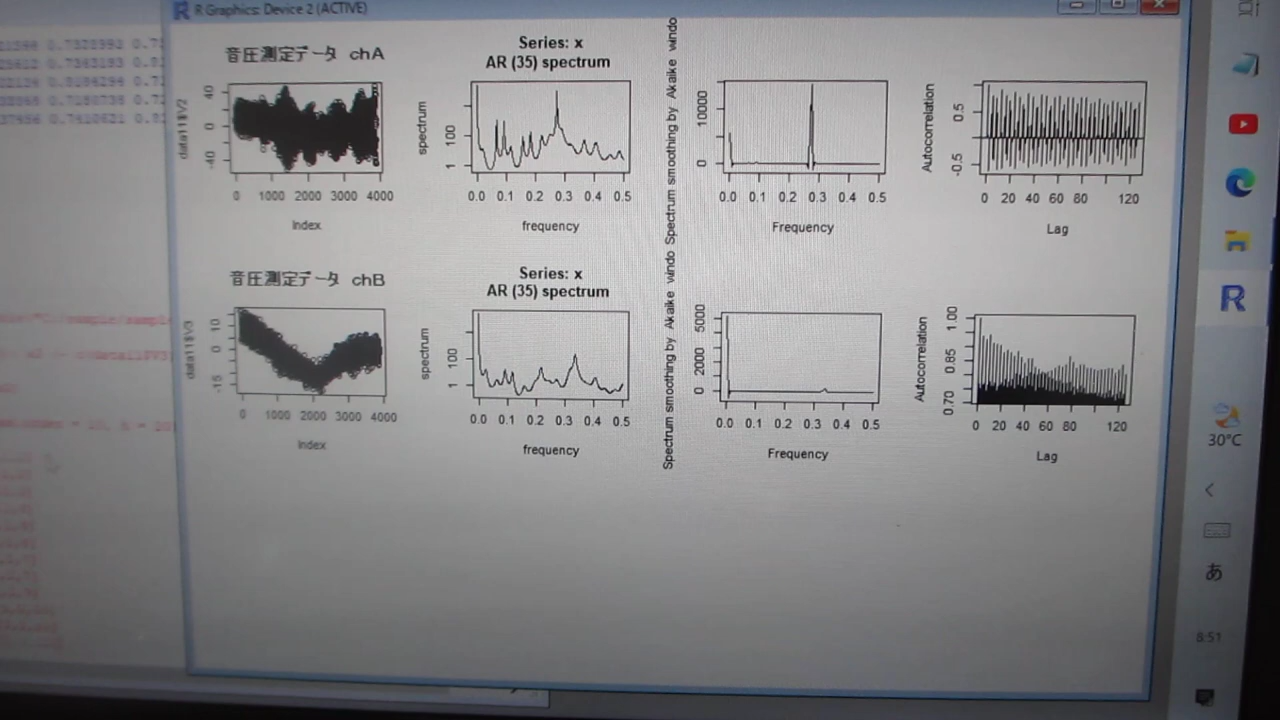 R Graphics: Device 2 (ACTIVE)
音圧測定データ chA
data11$V2
40
0
-40
0 1000 2000 3000 4000
Index
Series: x
AR (35) spectrum
spectrum
100
1
0.0 0.1 0.2 0.3 0.4 0.5
frequency
Spectrum smoothing by Akaike windo
10000
0
0.0 0.1 0.2 0.3 0.4 0.5
Frequency
Autocorrelation
0.5
-0.5
0 20 40 60 80 120
Lag
音圧測定データ chB
data11$V3
10
0
-15
0 1000 2000 3000 4000
Index
Series: x
AR (35) spectrum
spectrum
100
1
0.0 0.1 0.2 0.3 0.4 0.5
frequency
Spectrum smoothing by Akaike windo
5000
2000
0
0.0 0.1 0.2 0.3 0.4 0.5
Frequency
Autocorrelation
1.00
0.85
0.70
0 20 40 60 80 120
Lag
R
30°C
あ
8:51